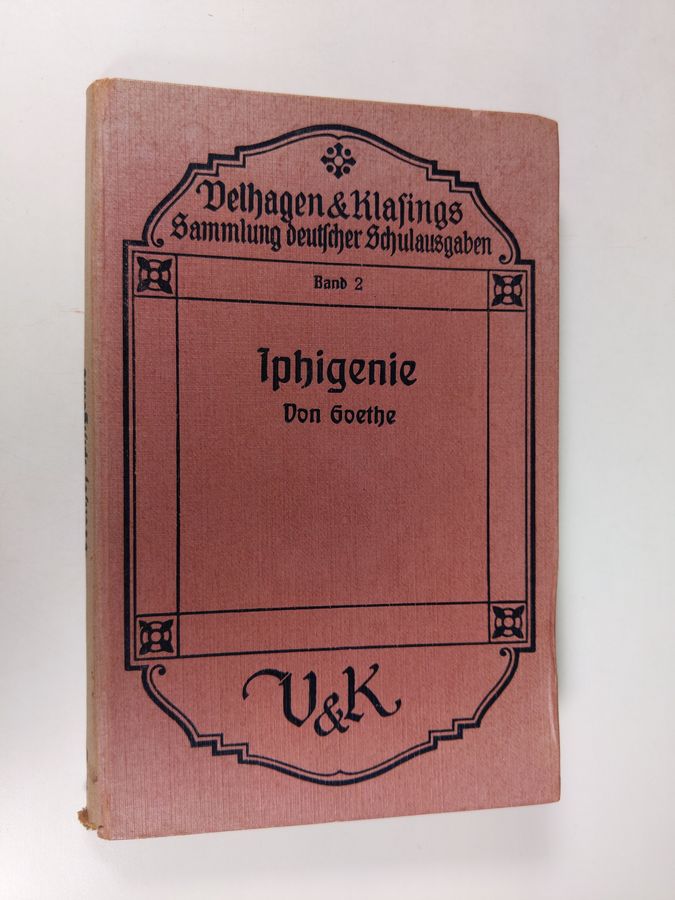 Velhagen & Klasings
Sammlung deutscher Schulausgaben
Band 2
Iphigenie
Von Goethe
V&K